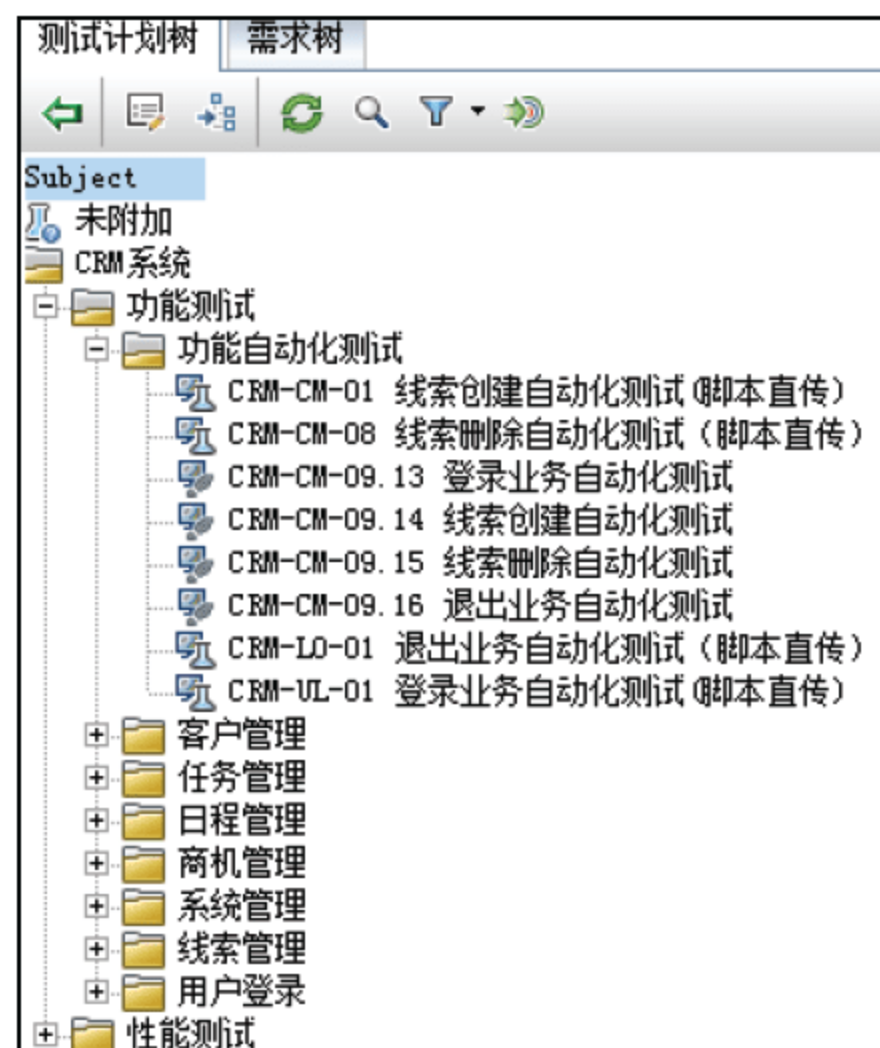 测试计划树 需求树
Subject
未附加
CRM系统
功能测试
功能自动化测试
CRM-CM-01 线索创建自动化测试(脚本直传)
CRM-CM-08 线索删除自动化测试(脚本直传)
CRM-CM-09.13 登录业务自动化测试
CRM-CM-09.14 线索创建自动化测试
CRM-CM-09.15 线索删除自动化测试
CRM-CM-09.16 退出业务自动化测试
CRM-LO-01 退出业务自动化测试(脚本直传)
CRM-UL-01 登录业务自动化测试(脚本直传)
客户管理
任务管理
日程管理
商机管理
系统管理
线索管理
用户登录
性能测试